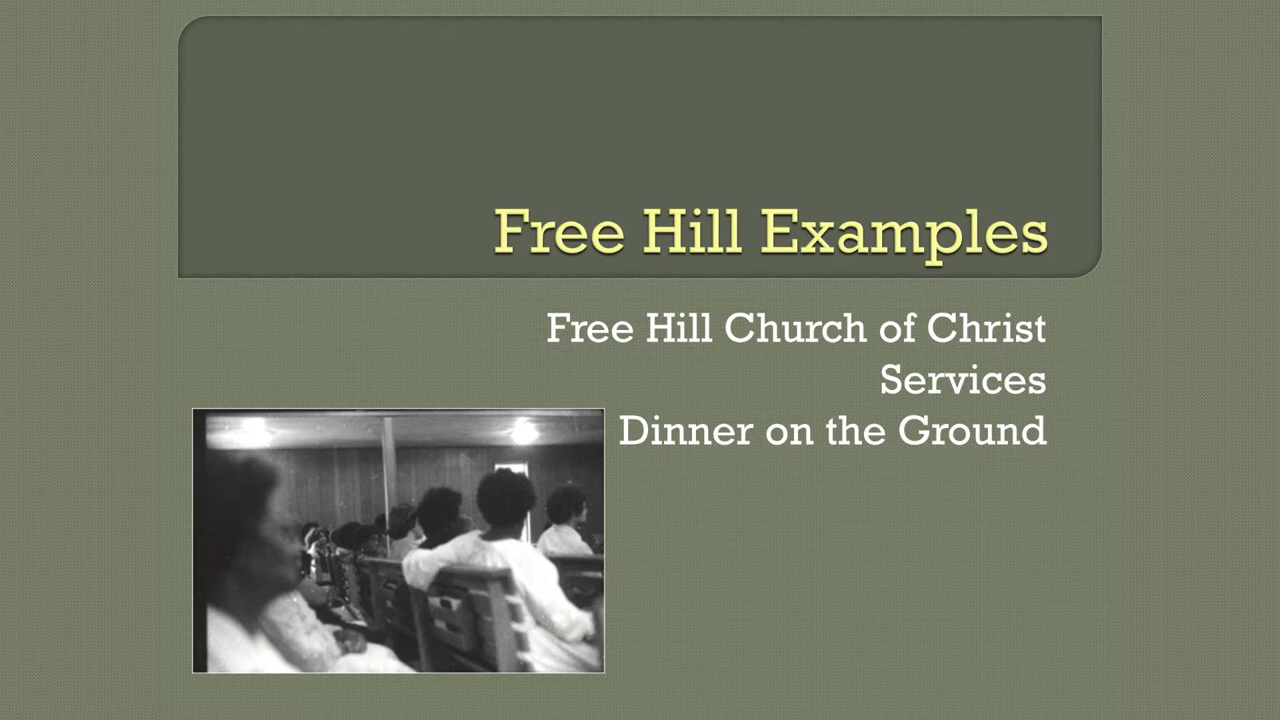 Free Hill Examples
Free Hill Church of Christ
Services
Dinner on the Ground